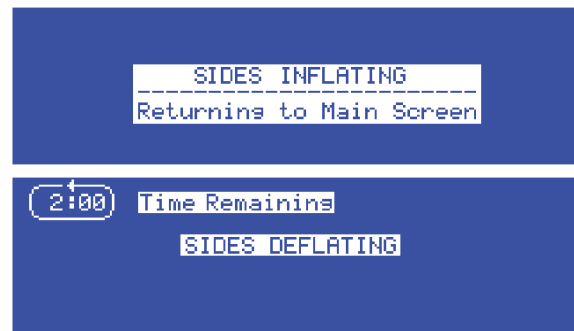 SIDES INFLATING
Returning to Main Screen
2:00 Time Remaining
SIDES DEFLATING